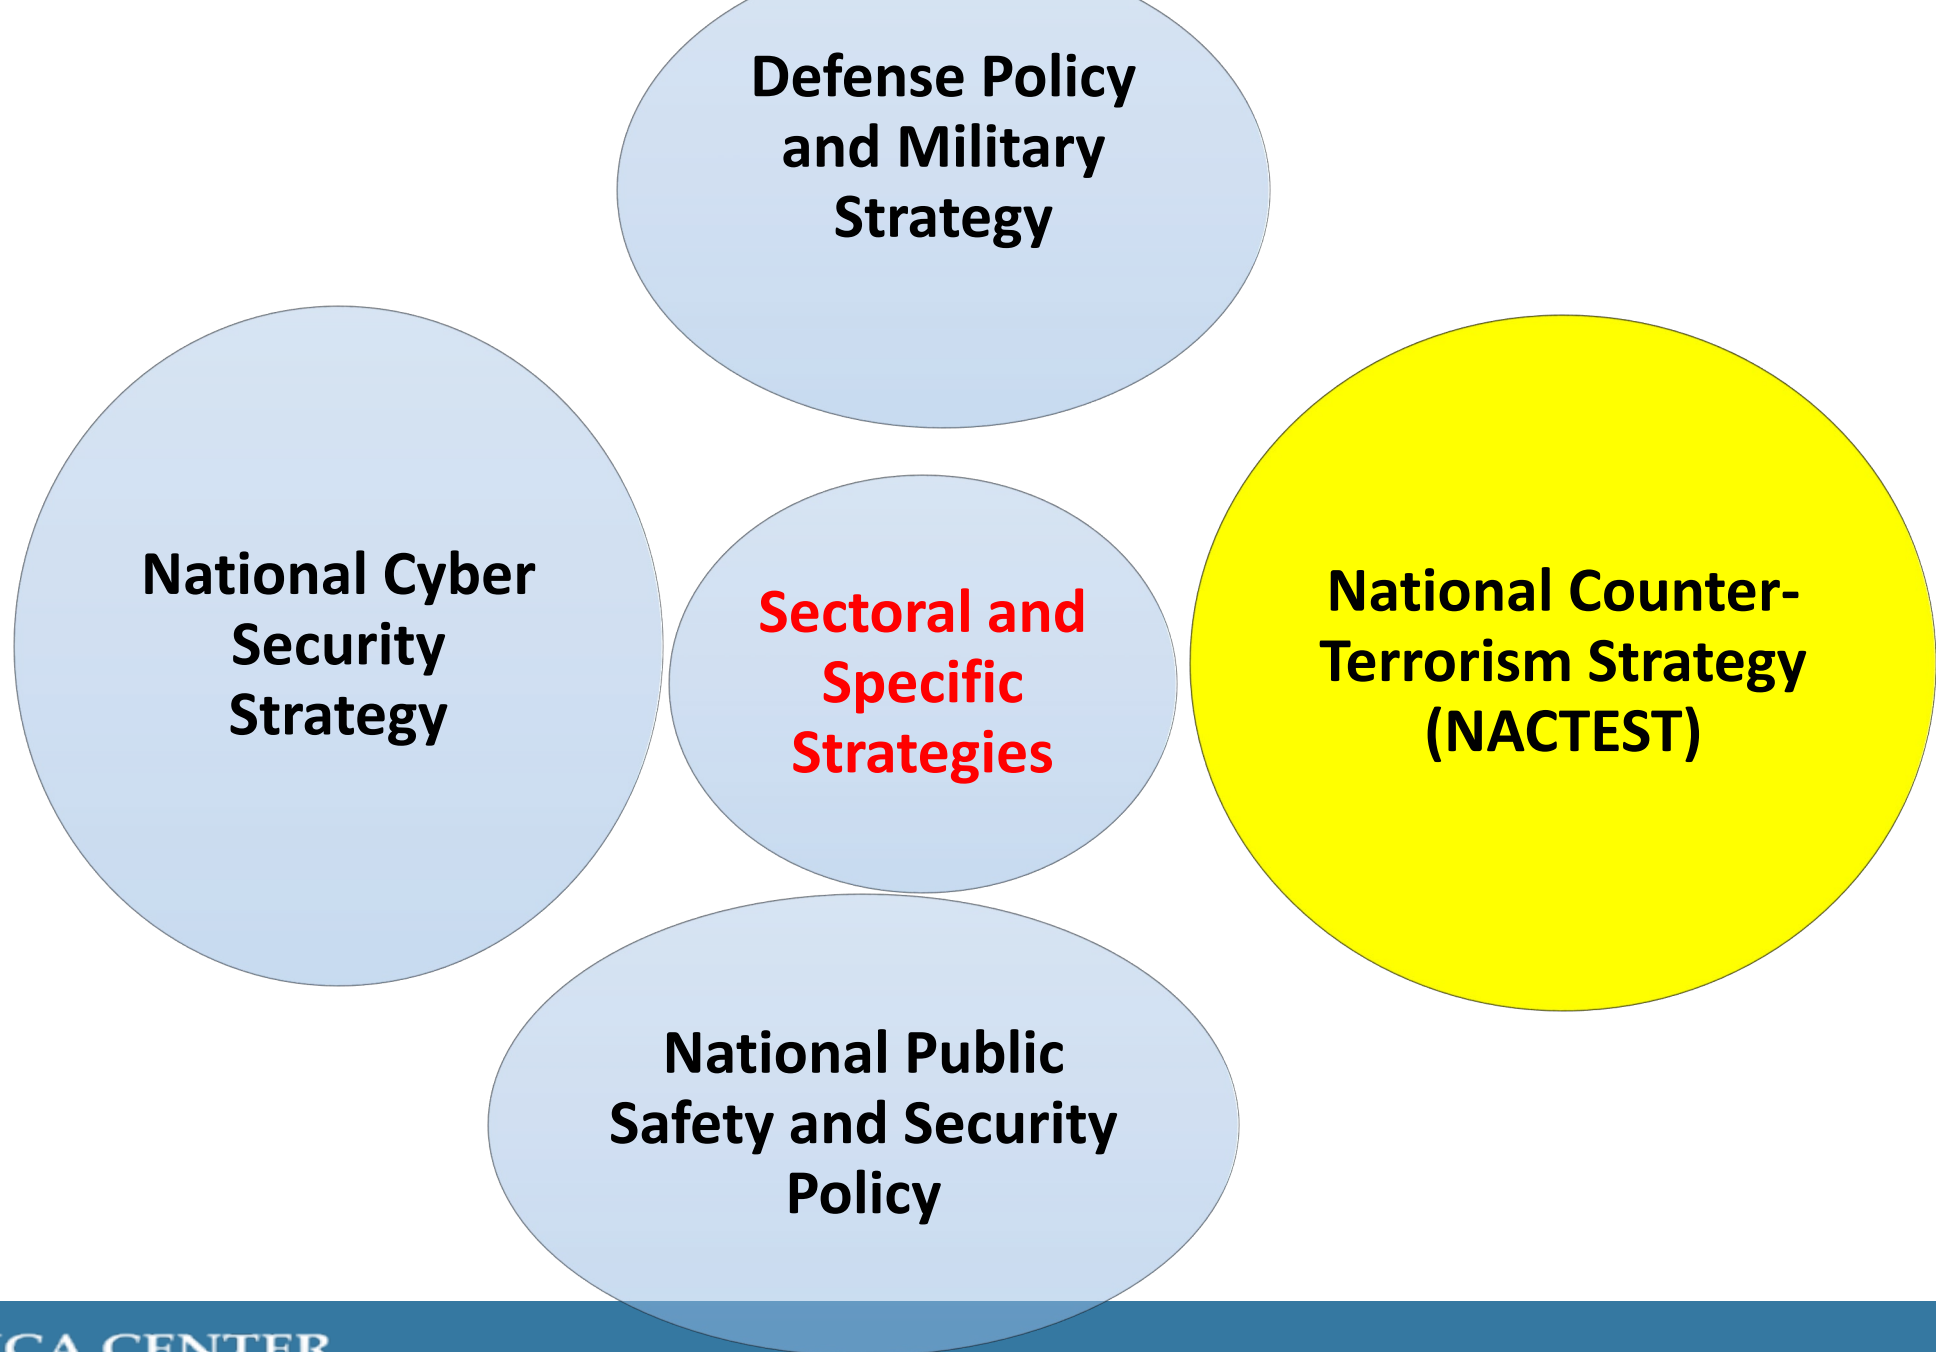 Defense Policy
and Military
Strategy
National Cyber
Security
Strategy
Sectoral and
Specific
Strategies
National Counter-
Terrorism Strategy
(NACTEST)
National Public
Safety and Security
Policy
CENTER